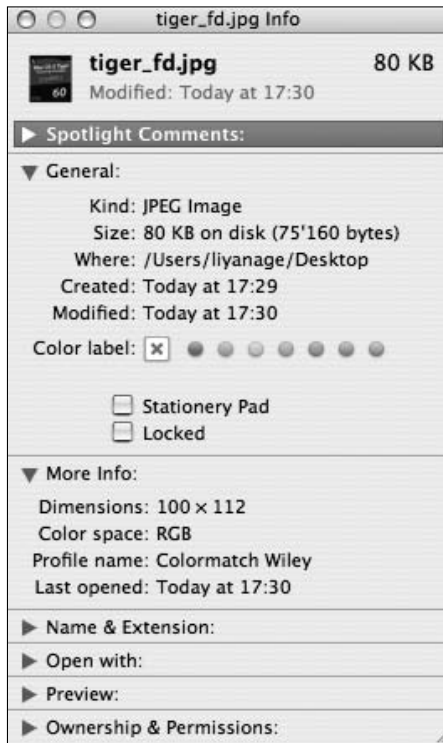 tiger_fd.jpg Info
tiger_fd.jpg 80 KB
Modified: Today at 17:30
60
Spotlight Comments:
General:
Kind: JPEG Image
Size: 80 KB on disk (75'160 bytes)
Where: /Users/liyanage/Desktop
Created: Today at 17:29
Modified: Today at 17:30
Color label:
Stationery Pad
Locked
More Info:
Dimensions: 100 × 112
Color space: RGB
Profile name: Colormatch Wiley
Last opened: Today at 17:30
Name & Extension:
Open with:
Preview:
Ownership & Permissions: